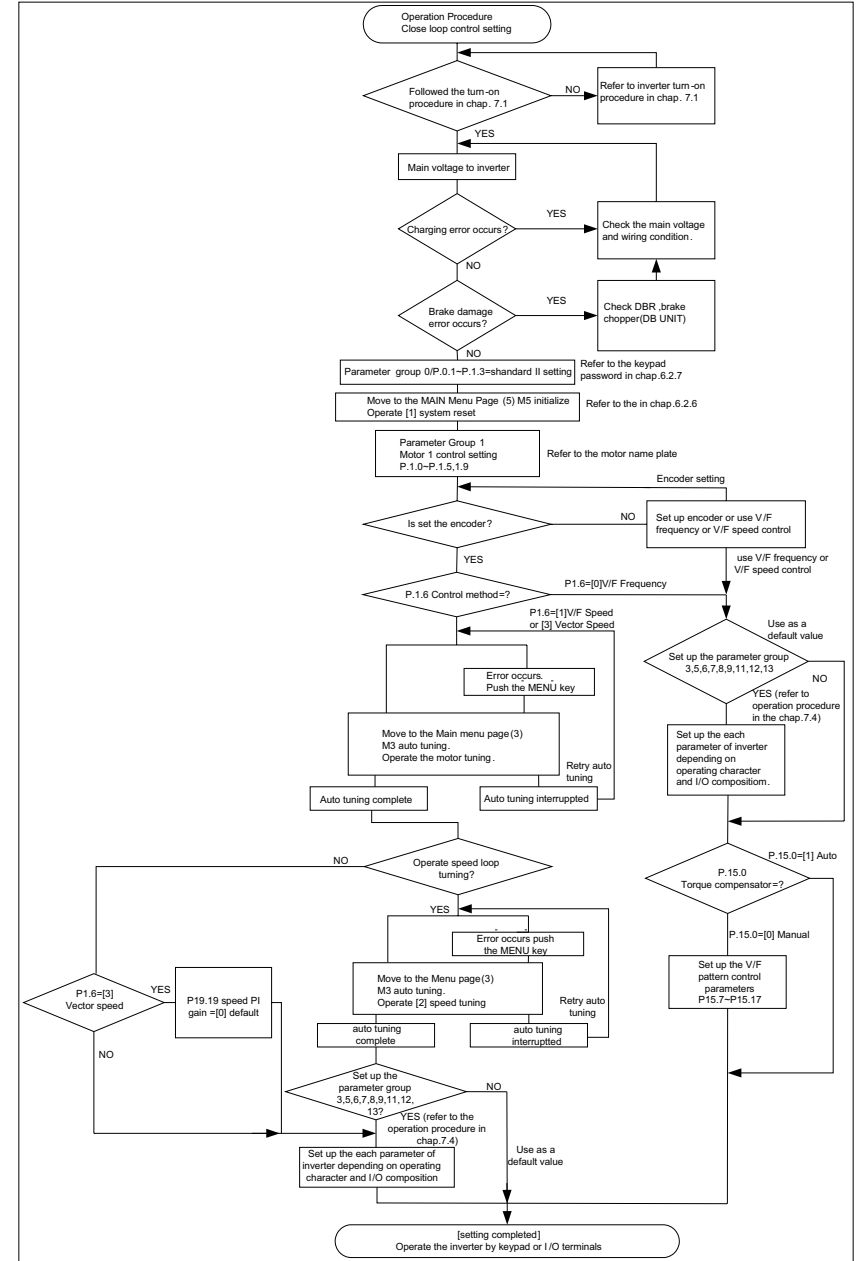 Operation Procedure
Close loop control setting
Followed the turn-on
procedure in chap. 7.1
NO
Refer to inverter turn-on
procedure in chap. 7.1
YES
Main voltage to inverter
Charging error occurs?
YES
Check the main voltage
and wiring condition.
NO
Brake damage
error occurs?
YES
Check DBR ,brake
chopper(DB UNIT)
NO
Parameter group 0/P.0.1~P.1.3=shandard II setting
Refer to the keypad
password in chap.6.2.7
Move to the MAIN Menu Page (5) M5 initialize
Operate [1] system reset
Refer to the in chap.6.2.6
Parameter Group 1
Motor 1 control setting
P.1.0~P.1.5,1.9
Refer to the motor name plate
Encoder setting
Is set the encoder?
NO
Set up encoder or use V/F
frequency or V/F speed control
YES
use V/F frequency or
V/F speed control
P.1.6 Control method=?
P1.6=[0]V/F Frequency
P1.6=[1]V/F Speed
or [3] Vector Speed
Use as a
default value
Set up the parameter group
3,5,6,7,8,9,11,12,13
NO
Error occurs.
Push the MENU key
YES (refer to
operation procedure
in the chap.7.4)
Move to the Main menu page(3)
M3 auto tuning.
Operate the motor tuning.
Set up the each
parameter of inverter
depending on
operating character
and I/O compositiom.
Retry auto
tuning
Auto tuning complete
Auto tuning interruppted
Operate speed loop
turning?
NO
P.15.0=[1] Auto
P.15.0
Torque compensator=?
YES
Error occurs push
the MENU key
P.15.0=[0] Manual
Set up the V/F
pattern control
parameters
P15.7~P15.17
Move to the Menu page(3)
M3 auto tuning.
Operate [2] speed tuning
P1.6=[3]
Vector speed
YES
P19.19 speed PI
gain =[0] default
Retry auto
tuning
auto tuning
complete
auto tuning
interruptted
NO
Set up the
parameter group
3,5,6,7,8,9,11,12,
13?
NO
YES (refer to the
operation procedure in
chap.7.4)
Set up the each parameter of
inverter depending on operating
character and I/O composition
Use as a
default value
[setting completed]
Operate the inverter by keypad or I/O terminals